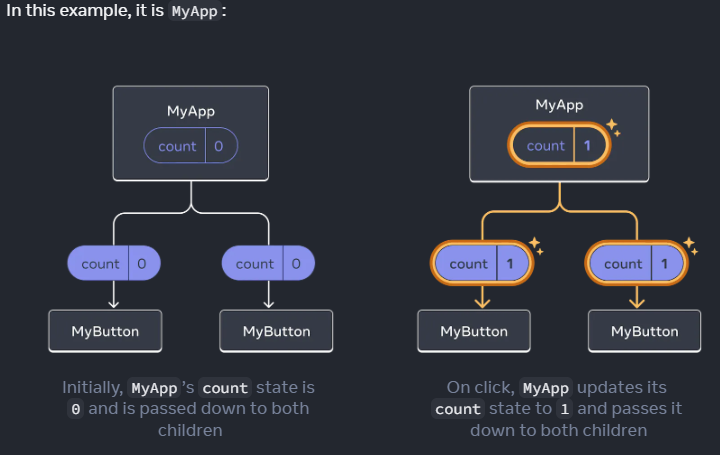 In this example, it is MyApp:
MyApp
count 0
count 0
count 0
MyButton
MyButton
Initially, MyApp's count state is
0 and is passed down to both
children
MyApp
count 1
count 1
count 1
MyButton
MyButton
On click, MyApp updates its
count state to 1 and passes it
down to both children